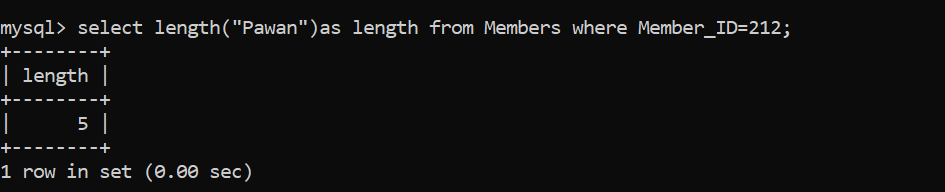 mysql> select length("Pawan")as length from Members where Member_ID=212;
+--------+
| length |
+--------+
|      5 |
+--------+
1 row in set (0.00 sec)